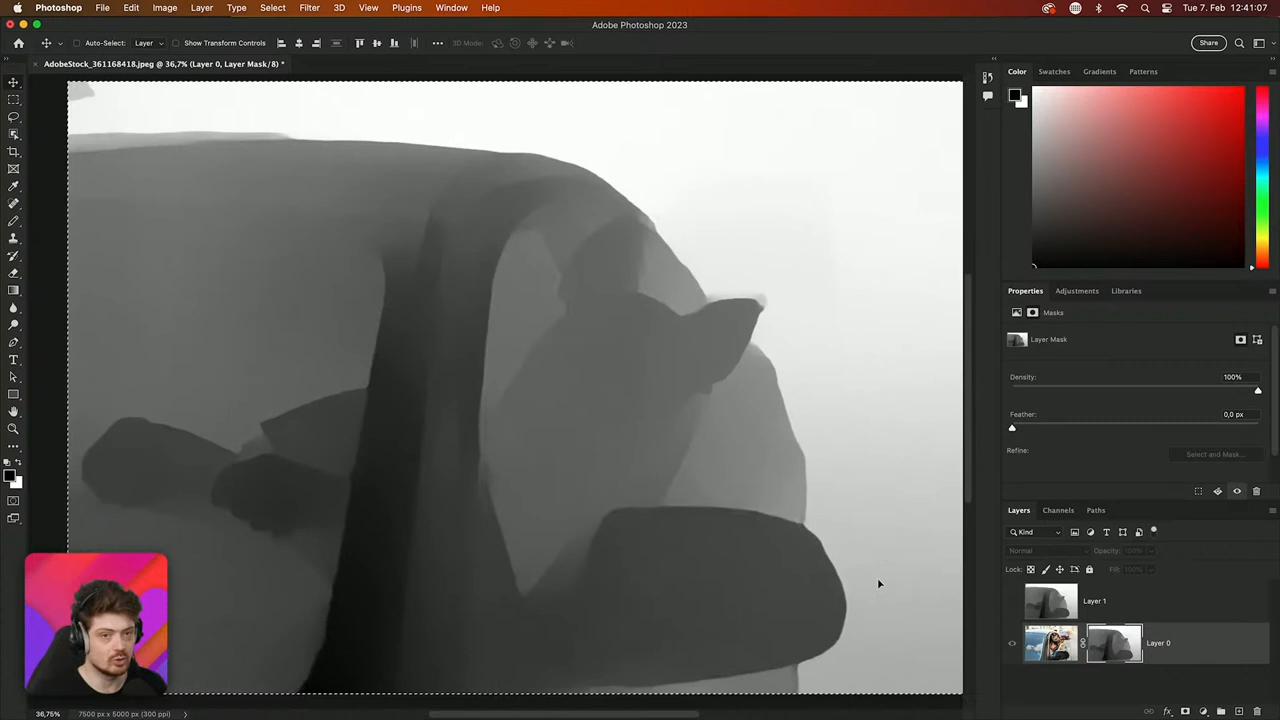 Photoshop File Edit Image Layer Type Select Filter 3D View Plugins Window Help Tue 7. Feb 12:41:07
Adobe Photoshop 2023
Auto-Select: Layer Show Transform Controls 3D Mode: Share
AdobeStock_361168418.jpeg @ 36,7% (Layer 0, Layer Mask/8) *
Color Swatches Gradients Patterns
Properties Adjustments Libraries
Masks
Layer Mask
Density: 100%
Feather: 0,0 px
Refine: Select and Mask...
Layers Channels Paths
Kind
Normal Opacity: 100%
Lock: Fill: 100%
Layer 1
Layer 0
36,75% 7500 px x 5000 px (300 ppi)